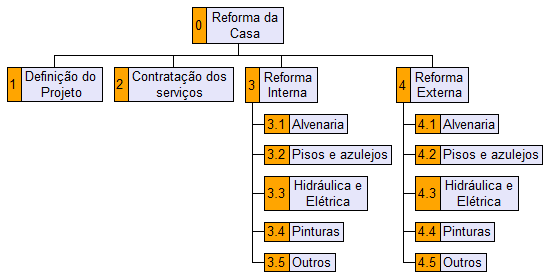 0 Reforma da
Casa
1 Definição do
Projeto
2 Contratação dos
serviços
3 Reforma
Interna
4 Reforma
Externa
3.1 Alvenaria
3.2 Pisos e azulejos
3.3 Hidráulica e
Elétrica
3.4 Pinturas
3.5 Outros
4.1 Alvenaria
4.2 Pisos e azulejos
4.3 Hidráulica e
Elétrica
4.4 Pinturas
4.5 Outros